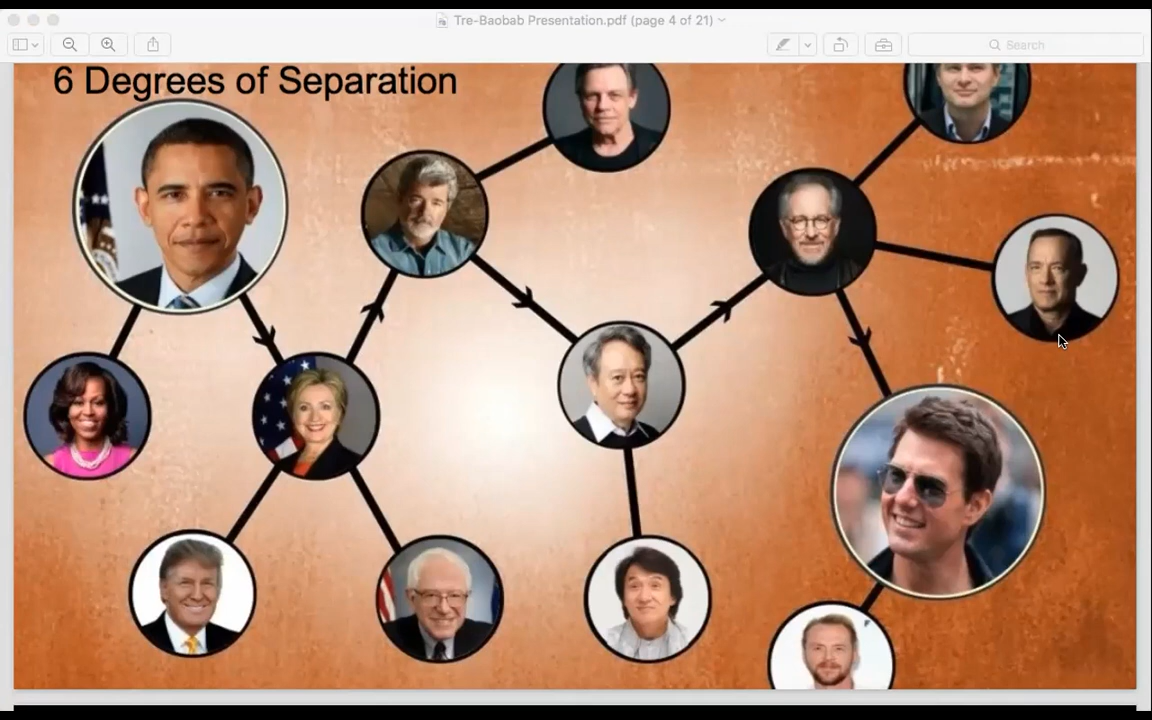 Tre-Baobab Presentation.pdf (page 4 of 21)
Search
6 Degrees of Separation